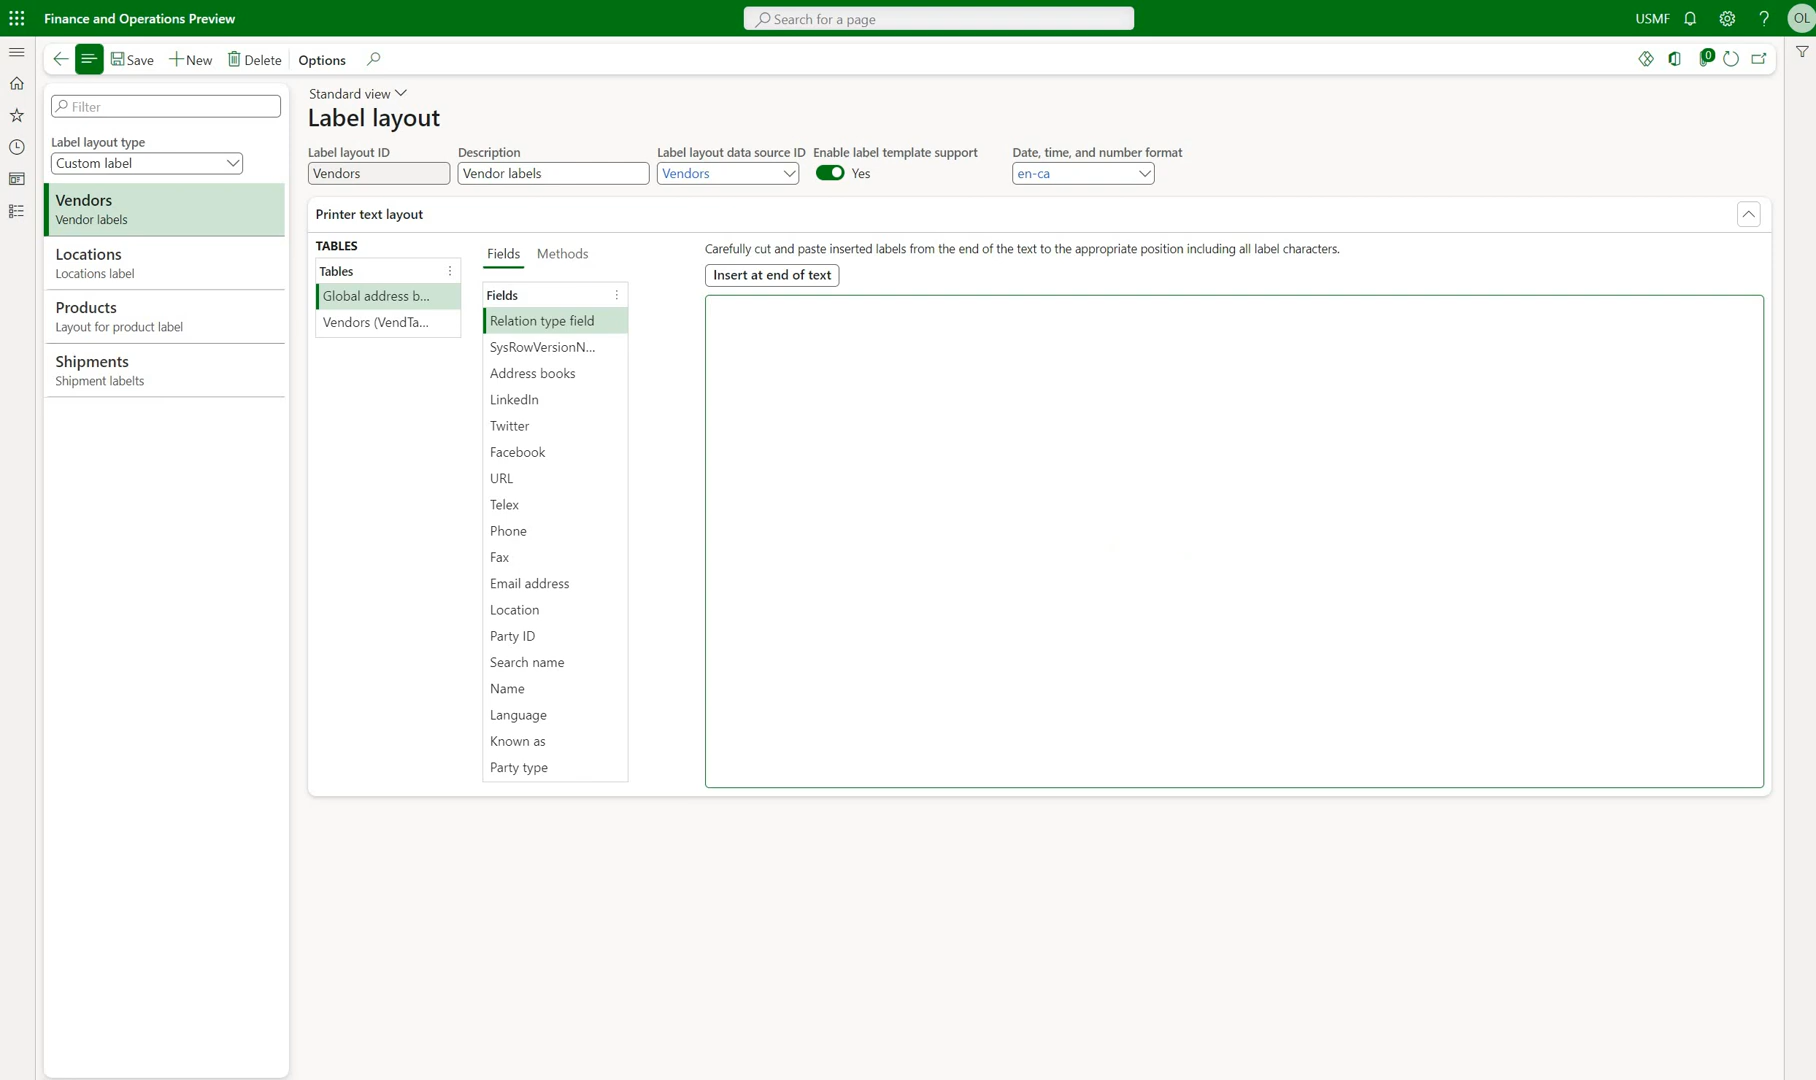 Finance and Operations Preview
Search for a page
USMF
OL
Save
New
Delete
Options
0
Filter
Label layout type
Custom label
Vendors
Vendor labels
Locations
Locations label
Products
Layout for product label
Shipments
Shipment labelts
Standard view
Label layout
Label layout ID
Description
Label layout data source ID
Enable label template support
Date, time, and number format
Vendors
Vendor labels
Vendors
Yes
en-ca
Printer text layout
TABLES
Tables
Global address b...
Vendors (VendTa...
Fields
Methods
Fields
Relation type field
SysRowVersionN...
Address books
LinkedIn
Twitter
Facebook
URL
Telex
Phone
Fax
Email address
Location
Party ID
Search name
Name
Language
Known as
Party type
Carefully cut and paste inserted labels from the end of the text to the appropriate position including all label characters.
Insert at end of text